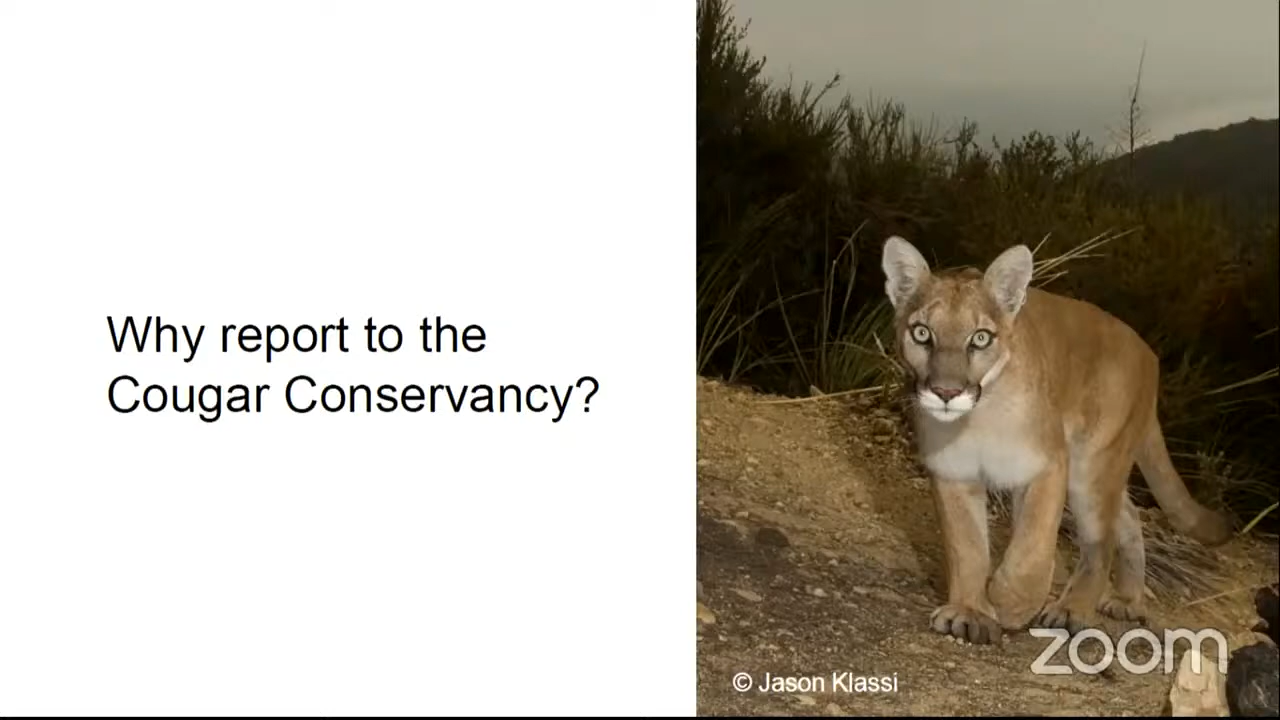 Why report to the
Cougar Conservancy?
© Jason Klassi
zoom